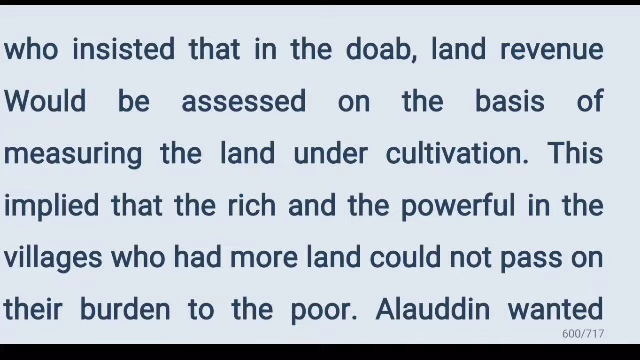 who insisted that in the doab, land revenue
Would be assessed on the basis of
measuring the land under cultivation. This
implied that the rich and the powerful in the
villages who had more land could not pass on
their burden to the poor. Alauddin wanted
600/717